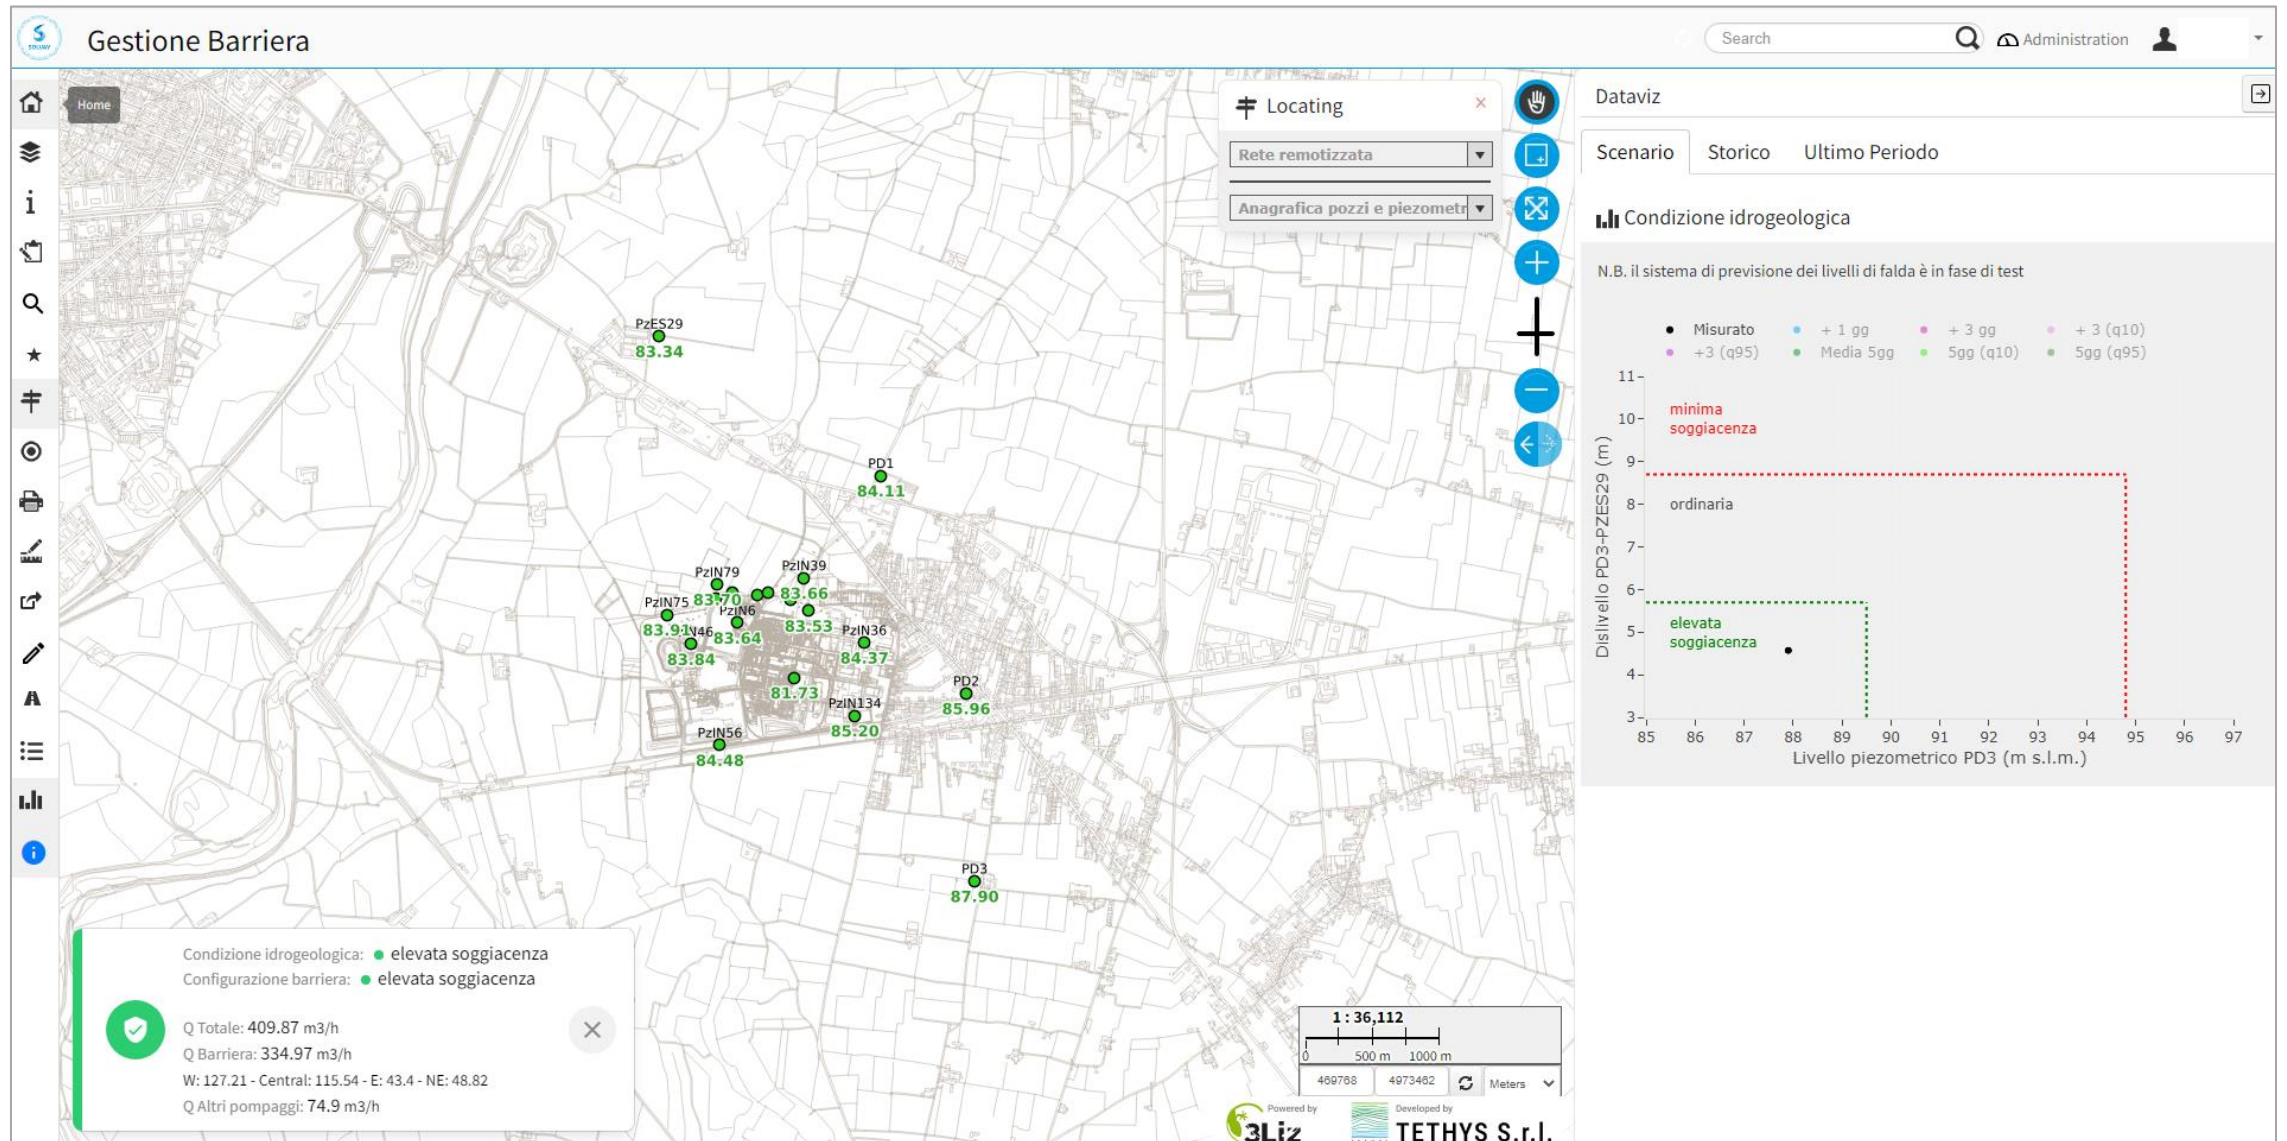 SOLVAY
Gestione Barriera
Search
Administration
Home
Locating
×
Rete remotizzata
Anagrafica pozzi e piezometr
PzES29
83.34
PD1
84.11
PzIN79
83.70
PzIN39
83.66
PzIN75
83.91
PzIN6
83.64
N46
83.84
83.53
PzIN36
84.37
81.73
PD2
85.96
PzIN134
85.20
PzIN56
84.48
PD3
87.90
Condizione idrogeologica: elevata soggiacenza
Configurazione barriera: elevata soggiacenza
Q Totale: 409.87 m3/h
Q Barriera: 334.97 m3/h
W: 127.21 - Central: 115.54 - E: 43.4 - NE: 48.82
Q Altri pompaggi: 74.9 m3/h
1 : 36,112
0 500 m 1000 m
469768 4973462 Meters
Powered by
3Liz
Developed by
TETHYS S.r.l.
Dataviz
Scenario Storico Ultimo Periodo
Condizione idrogeologica
N.B. il sistema di previsione dei livelli di falda è in fase di test
Misurato + 1 gg + 3 gg + 3 (q10)
+3 (q95) Media 5gg 5gg (q10) 5gg (q95)
Dislivello PD3-PZES29 (m)
11
10
9
8
7
6
5
4
3
minima
soggiacenza
ordinaria
elevata
soggiacenza
85 86 87 88 89 90 91 92 93 94 95 96 97
Livello piezometrico PD3 (m s.l.m.)